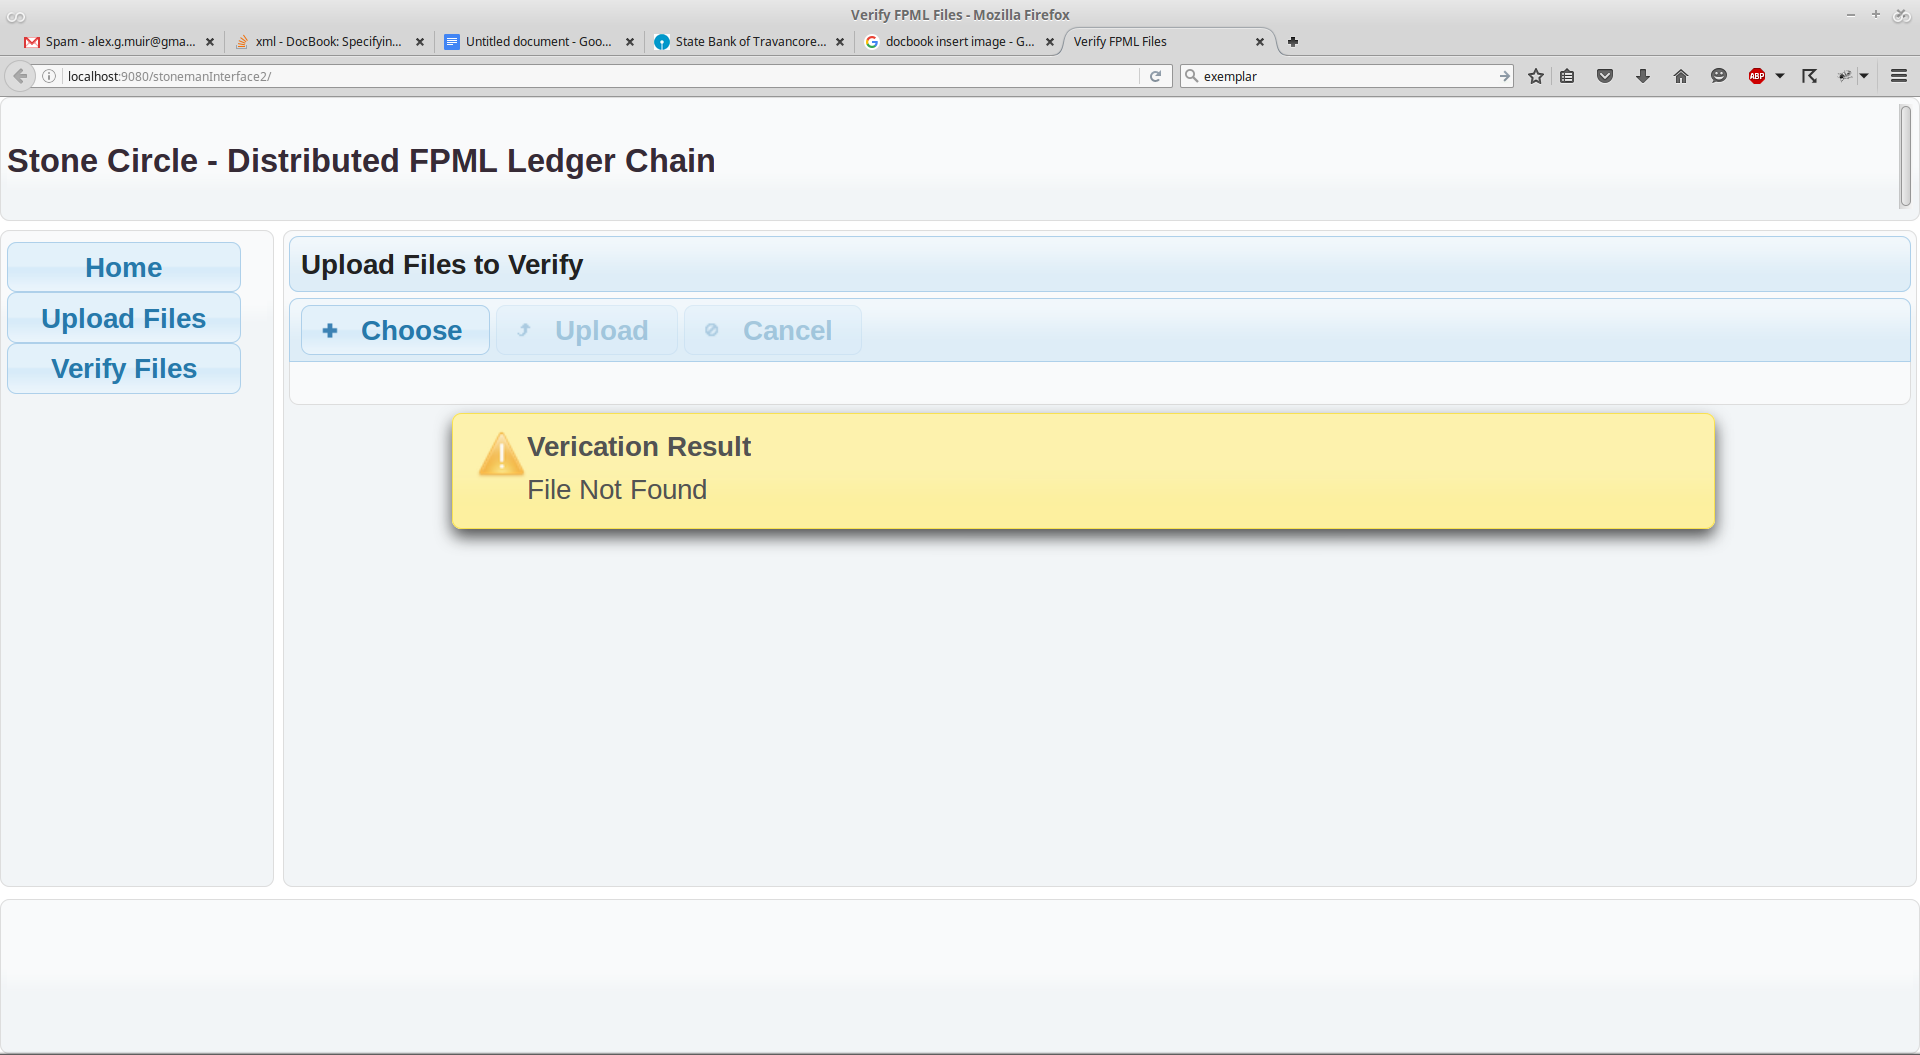 Verify FPML Files - Mozilla Firefox
Spam - alex.g.muir@gma...
xml - DocBook: Specifyin...
Untitled document - Goo...
State Bank of Travancore...
docbook insert image - G...
Verify FPML Files
localhost:9080/stonemanInterface2/
exemplar
ABP
Stone Circle - Distributed FPML Ledger Chain
Home
Upload Files
Verify Files
Upload Files to Verify
Choose
Upload
Cancel
Verication Result
File Not Found